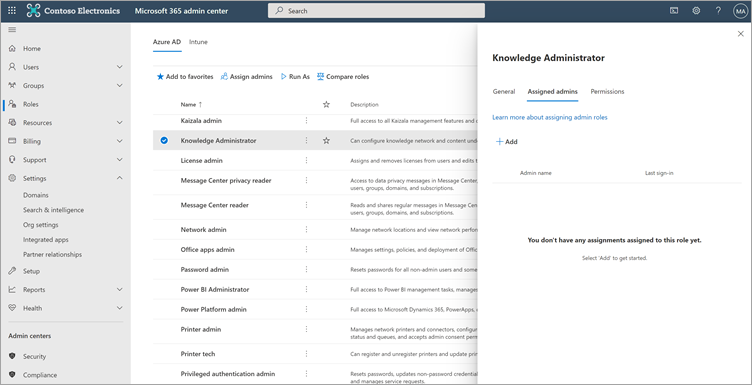 Contoso Electronics
Microsoft 365 admin center
Search
MA
Home
Users
Groups
Roles
Resources
Billing
Support
Settings
Domains
Search & intelligence
Org settings
Integrated apps
Partner relationships
Setup
Reports
Health
Admin centers
Security
Compliance
Azure AD
Intune
Add to favorites
Assign admins
Run As
Compare roles
Name ↑
Description
Kaizala admin
Full access to all Kaizala management features and
Knowledge Administrator
Can configure knowledge network and content und
License admin
Assigns and removes licenses from users and edits t
Message Center privacy reader
Access to data privacy messages in Message Center,
users, groups, domains, and subscriptions.
Message Center reader
Reads and shares regular messages in Message Center,
users, groups, domains, and subscriptions.
Network admin
Manage network locations and view network perfor
Office apps admin
Manages settings, policies, and deployment of Offic
Password admin
Resets passwords for all non-admin users and some
Power BI Administrator
Full access to Power BI management tasks, manages
Power Platform admin
Full access to Microsoft Dynamics 365, PowerApps,
Printer admin
Manages network printers and connectors, configur
status and queues, and accepts admin consent perm
Printer tech
Can register and unregister printers and update prin
Privileged authentication admin
Resets passwords, updates non-password credential
and manages service requests.
Knowledge Administrator
General
Assigned admins
Permissions
Learn more about assigning admin roles
Add
Admin name
Last sign-in
You don't have any assignments assigned to this role yet.
Select 'Add' to get started.